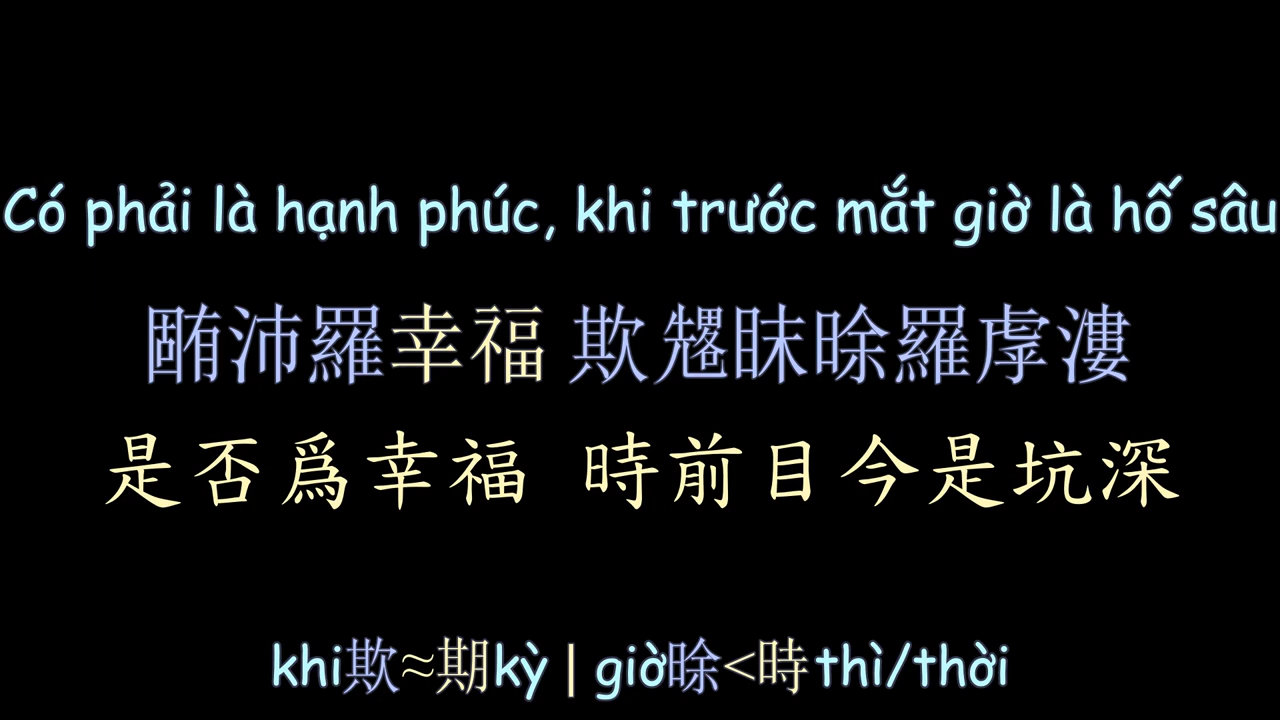 Có phải là hạnh phúc, khi trước mắt giờ là hố sâu
𣎏沛羅幸福 欺𠓀眜𣇞羅虖漊
是否爲幸福 時前目今是坑深
khi欺≈期kỳ | giờ𣇞<時thì/thời